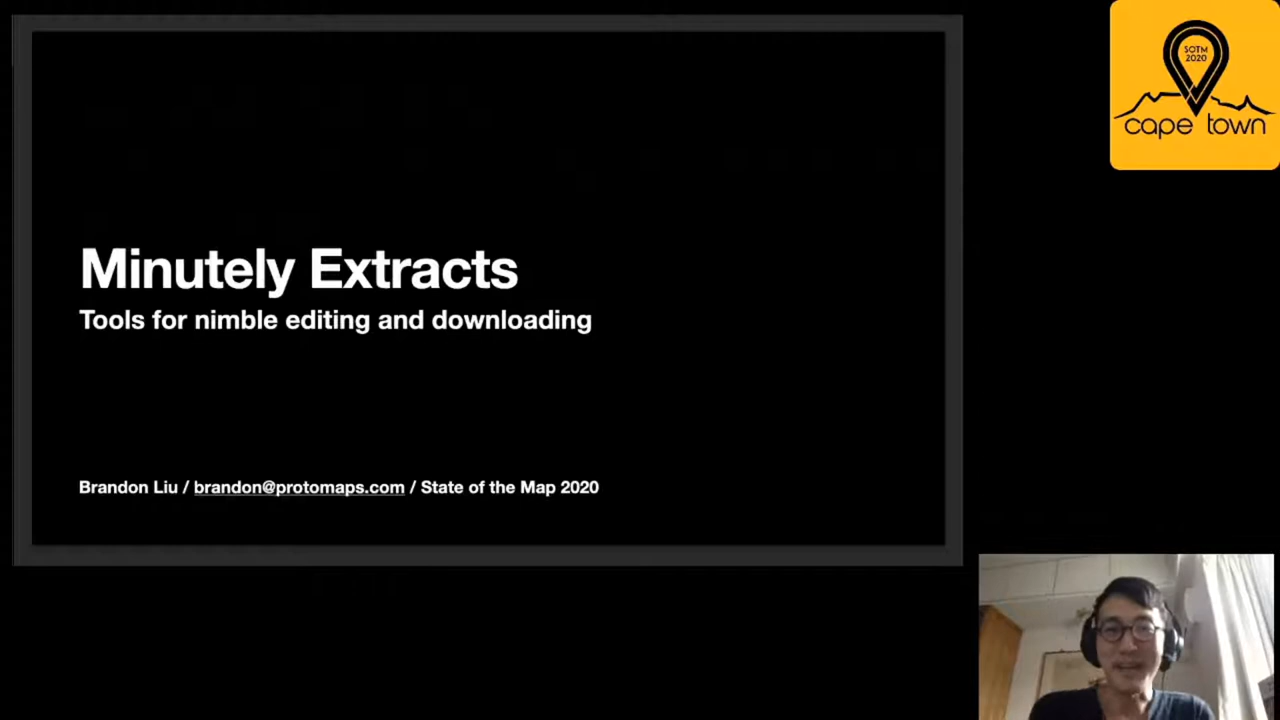 Minutely Extracts
Tools for nimble editing and downloading
Brandon Liu / brandon@protomaps.com / State of the Map 2020
SOTM
2020
cape town